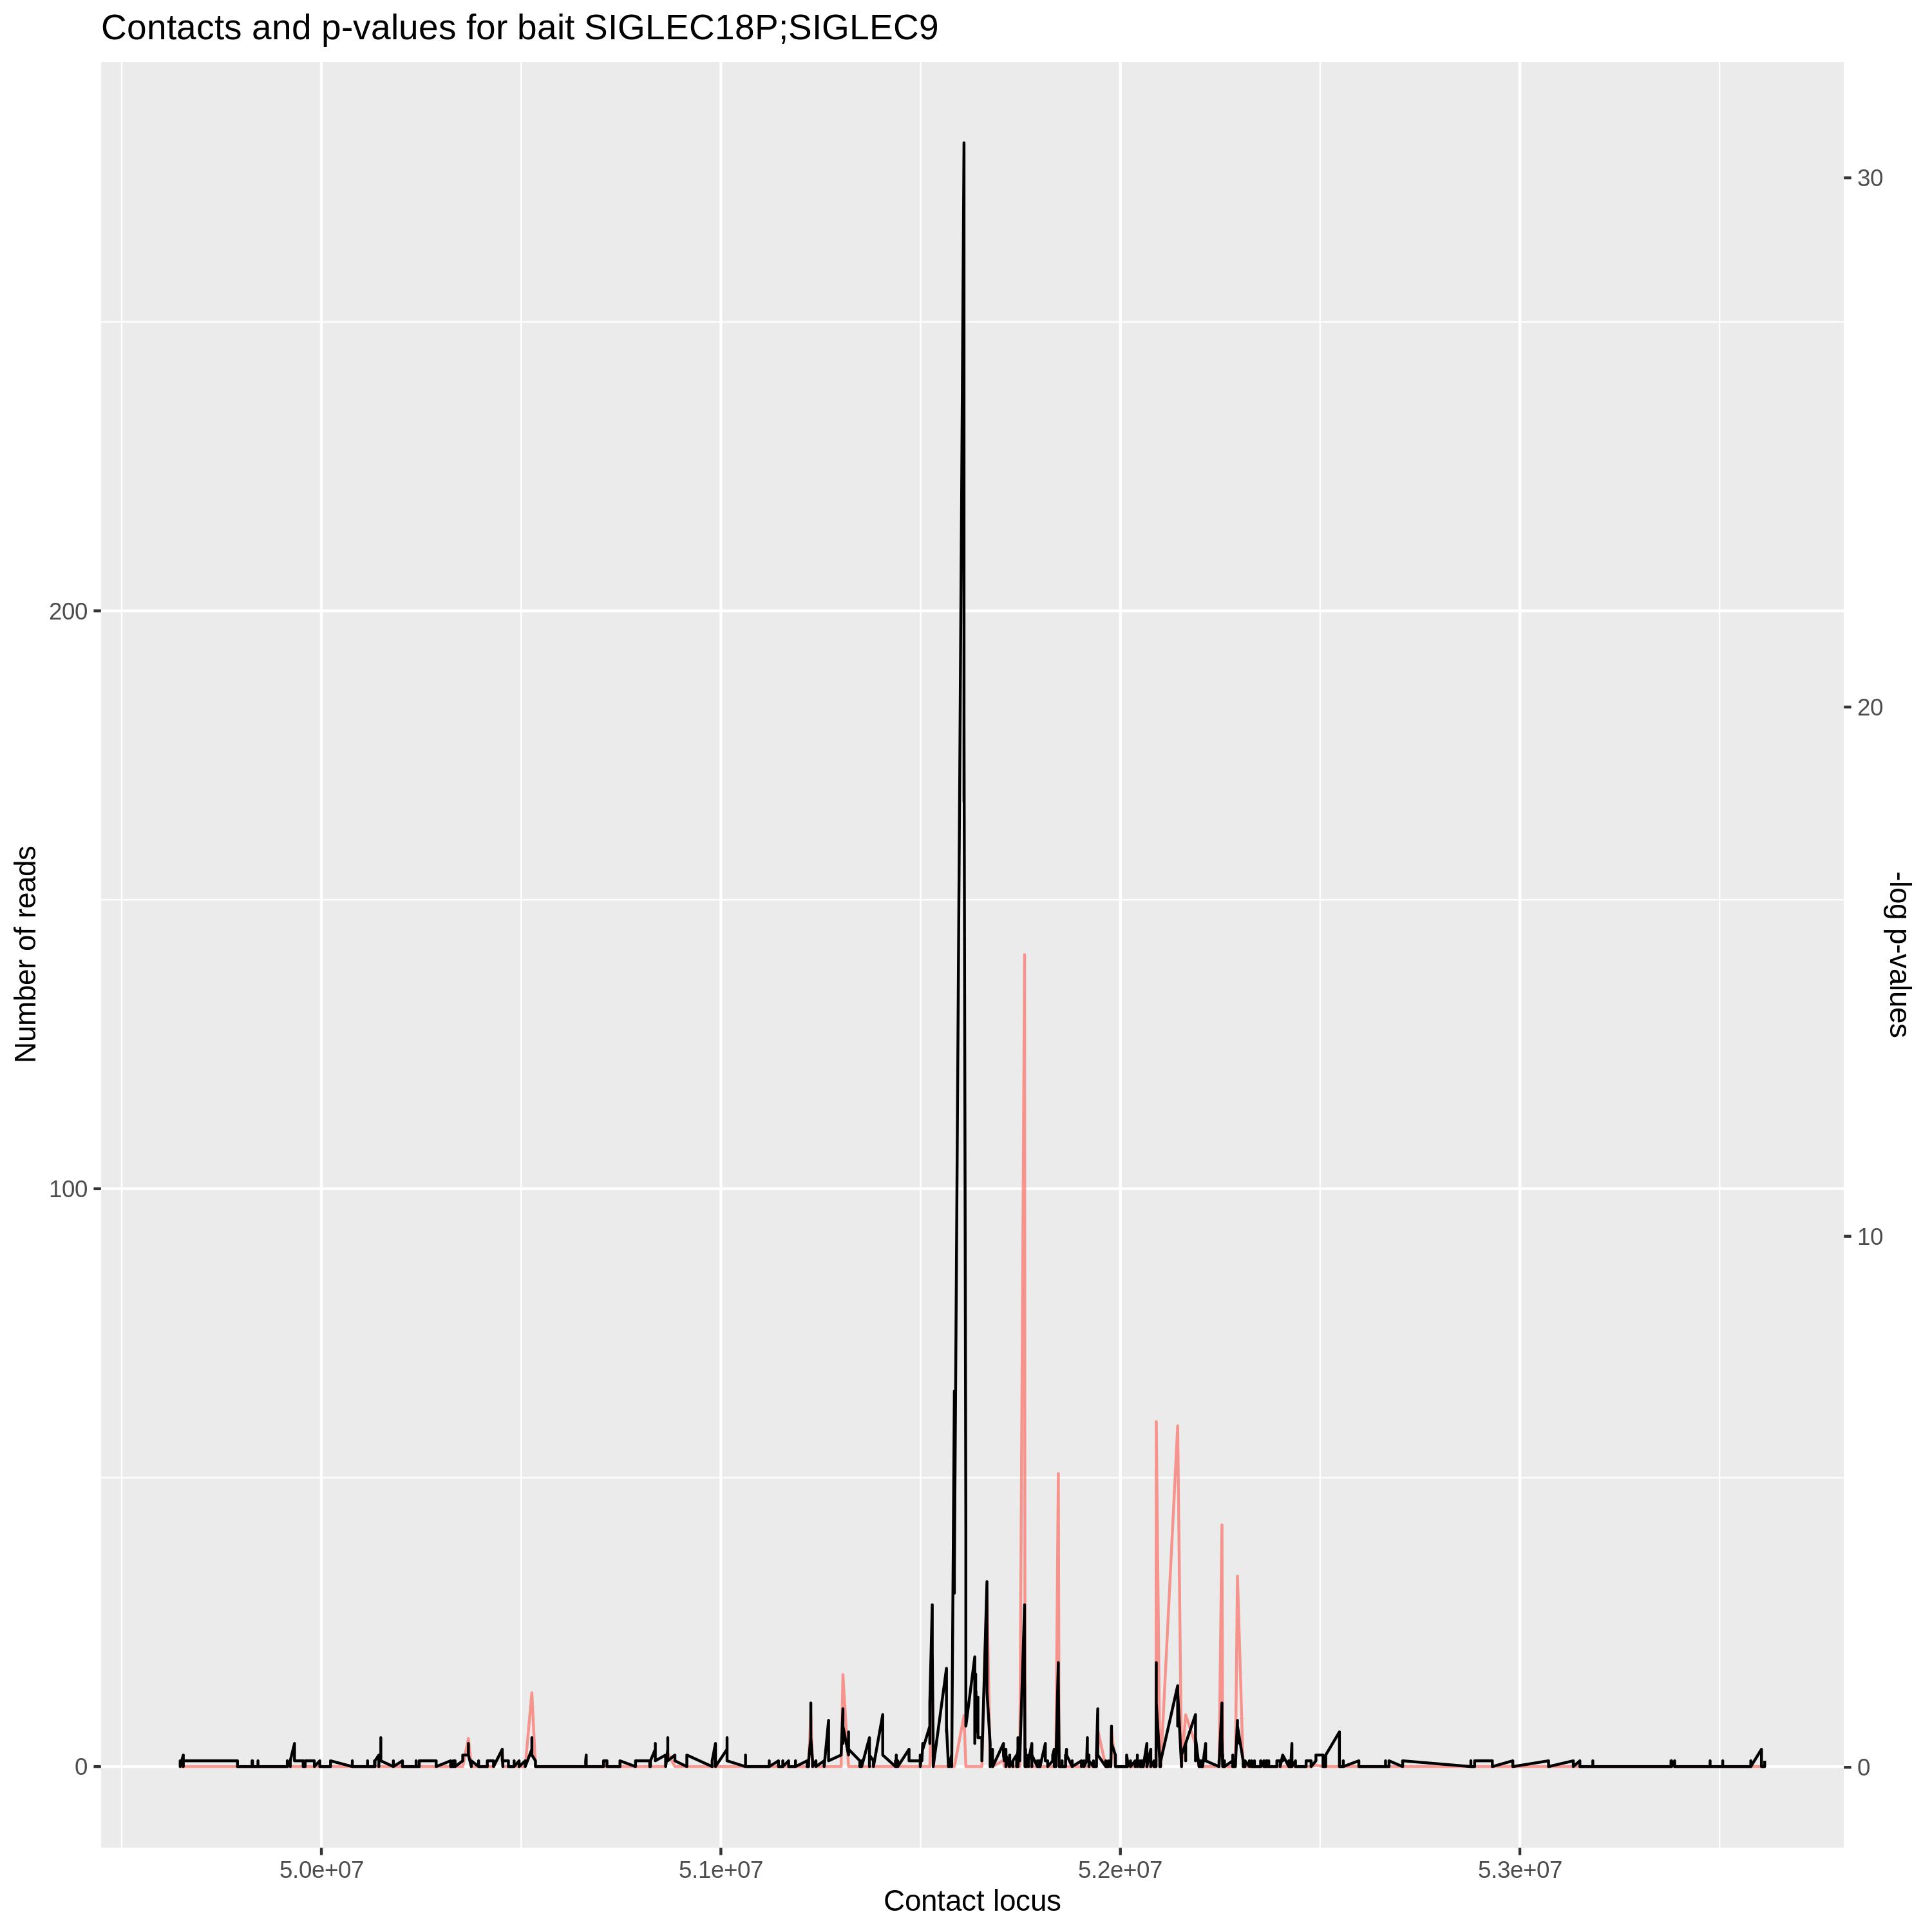 Contacts and p-values for bait SIGLEC18P;SIGLEC9
30
200
20
Number of reads
-log p-values
100
10
0
0
5.0e+07
5.1e+07
5.2e+07
5.3e+07
Contact locus